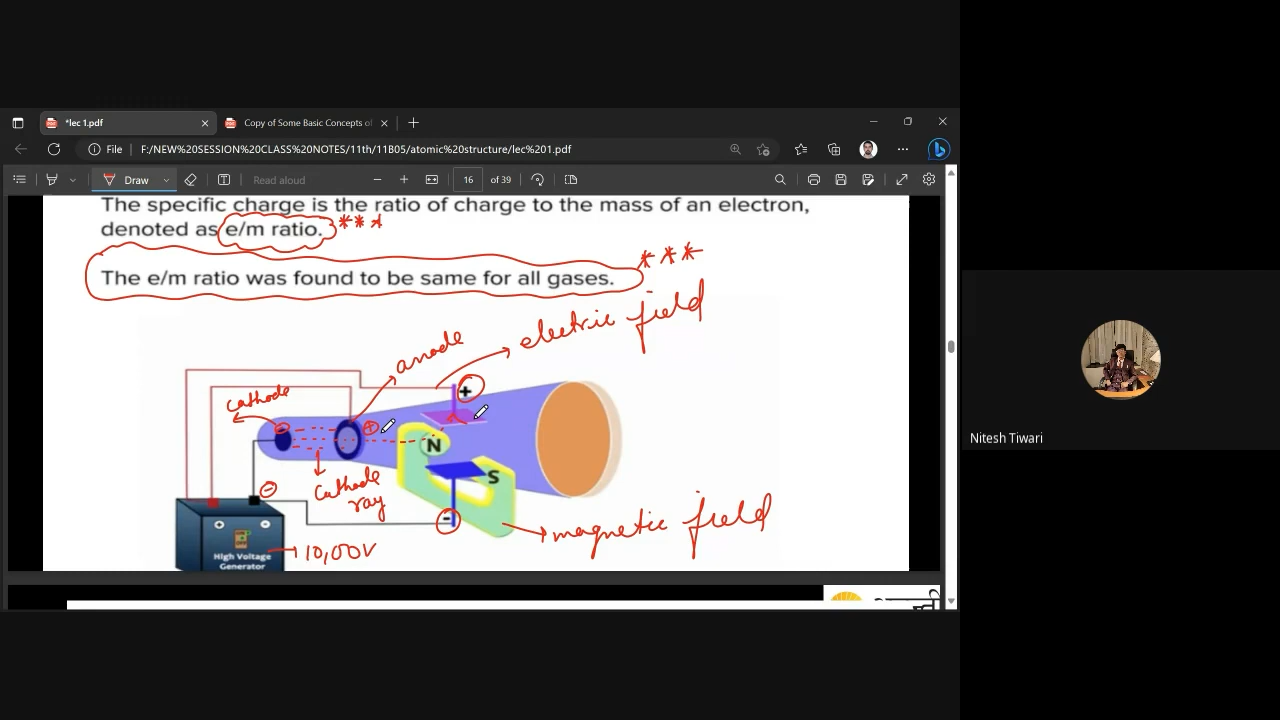 *lec 1.pdf
Copy of Some Basic Concepts of
File F:/NEW%20SESSION%20CLASS%20NOTES/11th/11B05/atomic%20structure/lec%201.pdf
Draw Read aloud 16 of 39
The specific charge is the ratio of charge to the mass of an electron,
denoted as e/m ratio. ***
The e/m ratio was found to be same for all gases. ***
electric field
anode
+
cathode
+
N
S
Nitesh Tiwari
-
cathode
ray
-
magnetic field
+ -
High Voltage
Generator
10,000V